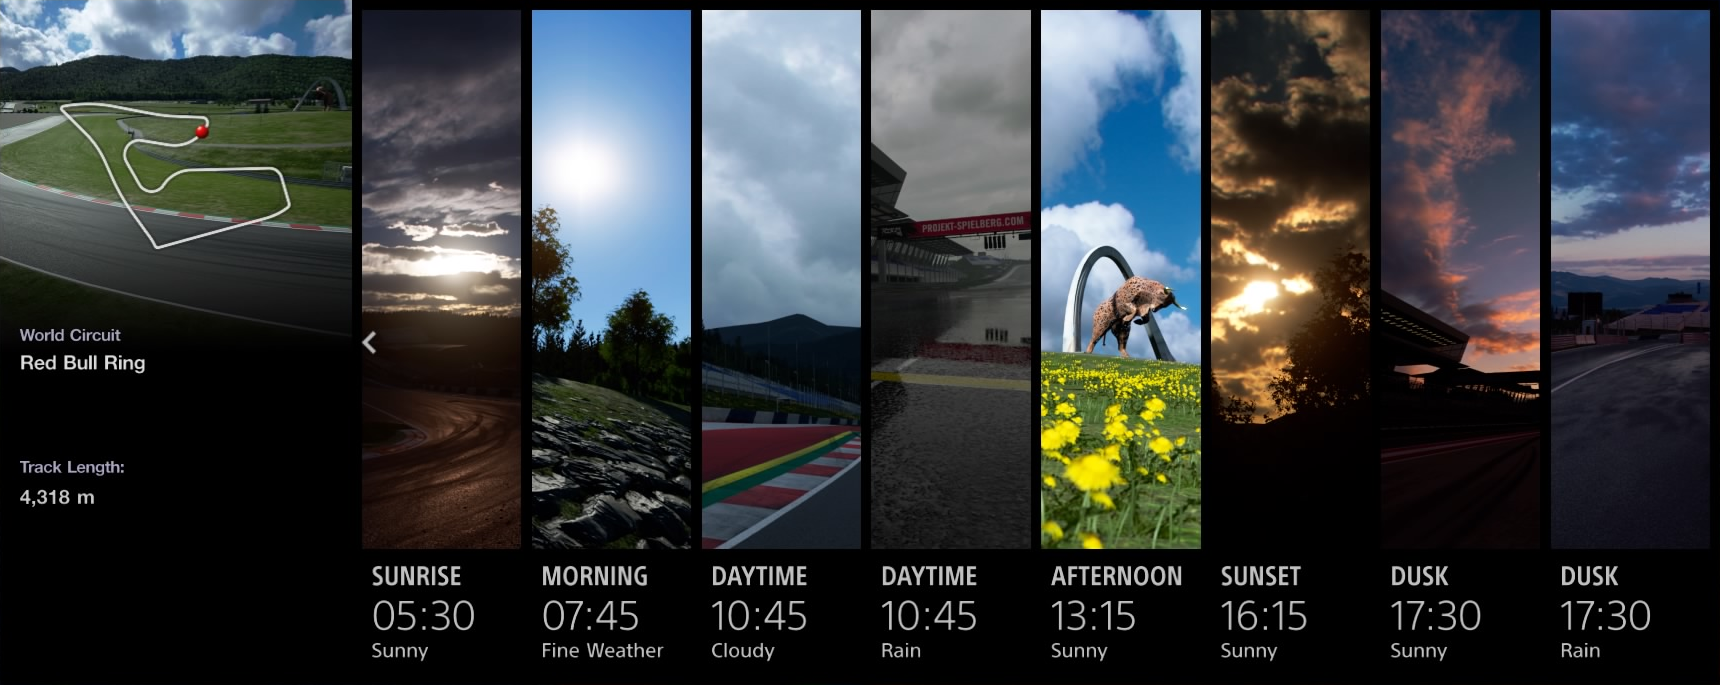 World Circuit
Red Bull Ring
Track Length:
4,318 m
PROJEKT-SPIELBERG.COM
SUNRISE
05:30
Sunny
MORNING
07:45
Fine Weather
DAYTIME
10:45
Cloudy
DAYTIME
10:45
Rain
AFTERNOON
13:15
Sunny
SUNSET
16:15
Sunny
DUSK
17:30
Sunny
DUSK
17:30
Rain